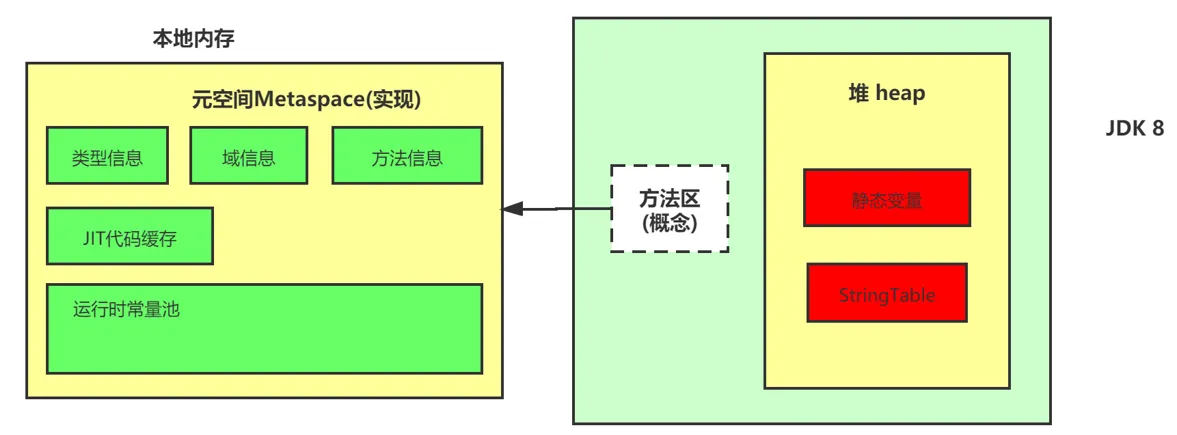 本地内存
元空间Metaspace(实现)
类型信息
域信息
方法信息
JIT代码缓存
运行时常量池
方法区
(概念)
堆 heap
静态变量
StringTable
JDK 8